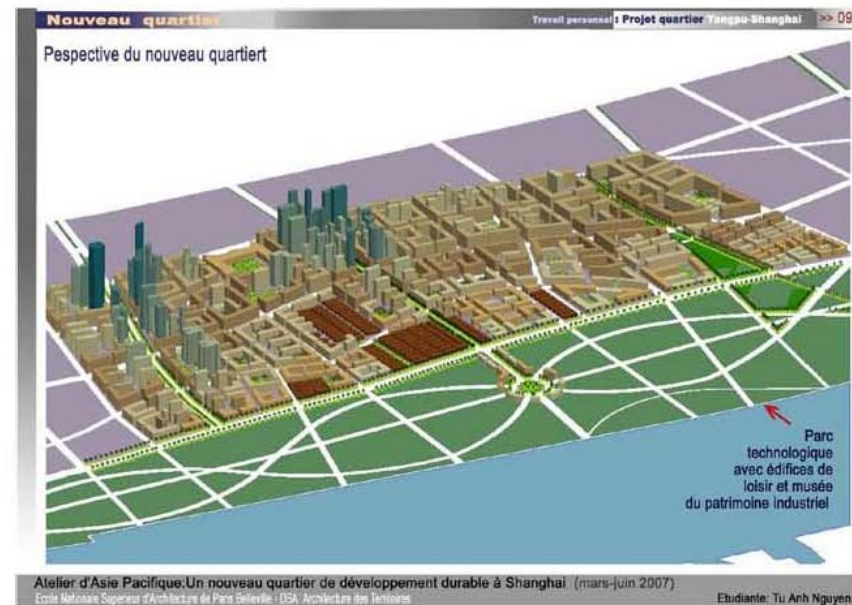 Nouveau quartier
Travail personnel : Projet quartier Yangpu-Shanghai >> 09
Pespective du nouveau quartiert
Parc
technologique
avec édifices de
loisir et musée
du patrimoine industriel
Atelier d'Asie Pacifique:Un nouveau quartier de développement durable à Shanghai (mars-juin 2007)
Ecole Nationale Superieur d'Architecture de Paris Belleville - DSA Architecture des Territoires
Etudiante: Tu Anh Nguyen